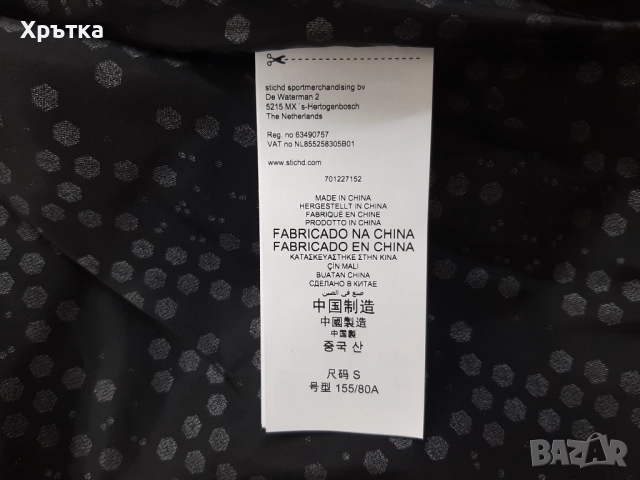 Хрътка
stichd sportmerchandising bv
De Waterman 2
5215 MX `s-Hertogenbosch
The Netherlands
Reg. no 63490757
VAT no NL855258305B01
www.stichd.com
701227152
MADE IN CHINA
HERGESTELLT IN CHINA
FABRIQUÉ EN CHINE
PRODOTTO IN CHINA
FABRICADO NA CHINA
FABRICADO EN CHINA
ΚΑΤΑΣΚΕΥΑΣΤΗΚΕ ΣΤΗΝ ΚΙΝΑ
ÇİN MALI
BUATAN CHINA
СДЕЛАНО В КИТАЕ
صنع في الصين
中国制造
中國製造
中国製
중국 산
尺码 S
号型 155/80A
BAZAR